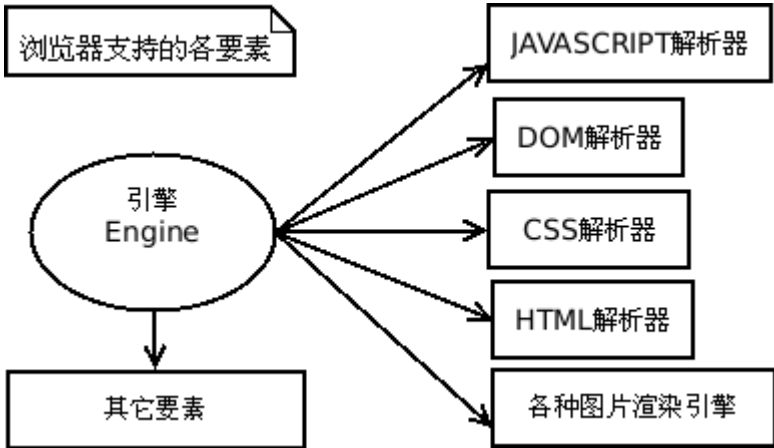 浏览器支持的各要素
JAVASCRIPT解析器
DOM解析器
引擎
Engine
CSS解析器
HTML解析器
其它要素
各种图片渲染引擎